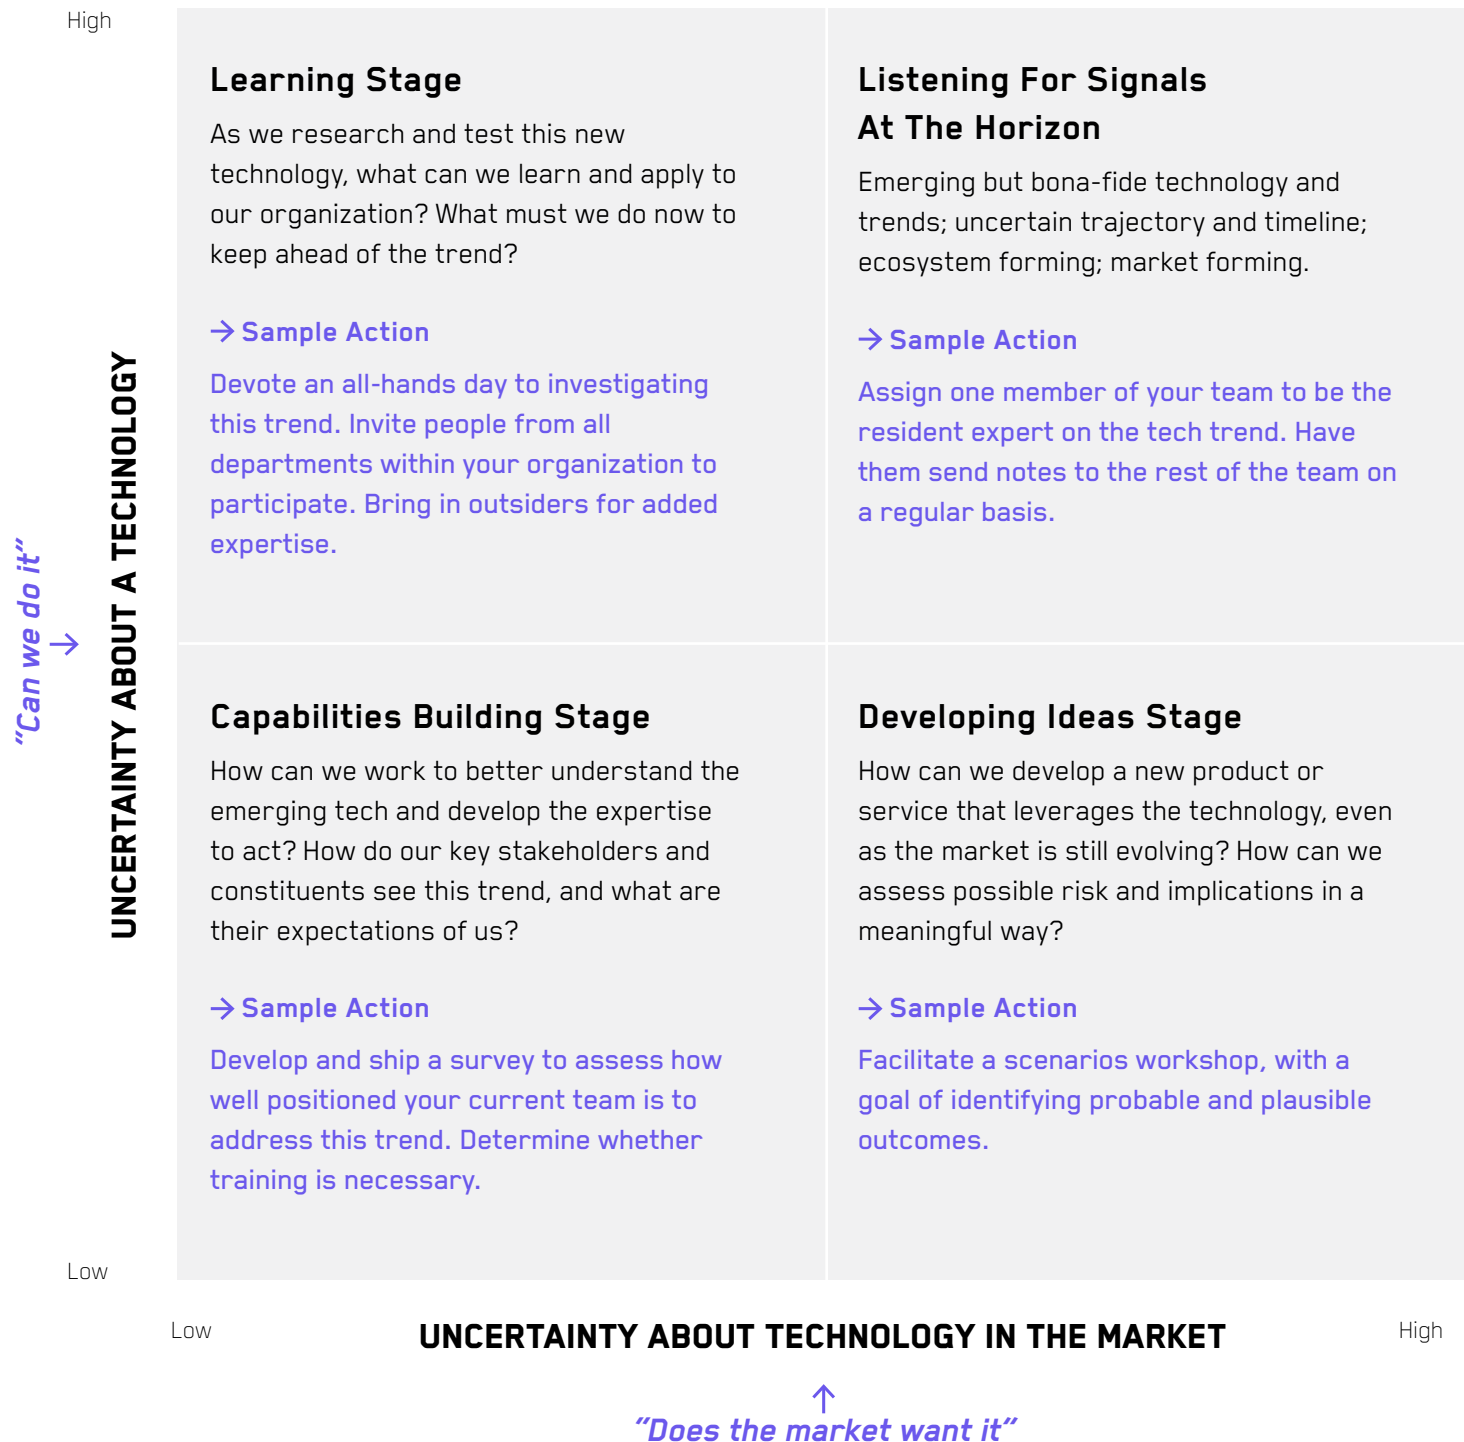 High
Learning Stage
As we research and test this new
technology, what can we learn and apply to
our organization? What must we do now to
keep ahead of the trend?
→ Sample Action
Devote an all-hands day to investigating
this trend. Invite people from all
departments within your organization to
participate. Bring in outsiders for added
expertise.
Listening For Signals
At The Horizon
Emerging but bona-fide technology and
trends; uncertain trajectory and timeline;
ecosystem forming; market forming.
→ Sample Action
Assign one member of your team to be the
resident expert on the tech trend. Have
them send notes to the rest of the team on
a regular basis.
"Can we do it"
→
UNCERTAINTY ABOUT A TECHNOLOGY
Capabilities Building Stage
How can we work to better understand the
emerging tech and develop the expertise
to act? How do our key stakeholders and
constituents see this trend, and what are
their expectations of us?
→ Sample Action
Develop and ship a survey to assess how
well positioned your current team is to
address this trend. Determine whether
training is necessary.
Developing Ideas Stage
How can we develop a new product or
service that leverages the technology, even
as the market is still evolving? How can we
assess possible risk and implications in a
meaningful way?
→ Sample Action
Facilitate a scenarios workshop, with a
goal of identifying probable and plausible
outcomes.
Low
Low
UNCERTAINTY ABOUT TECHNOLOGY IN THE MARKET
High
↑
"Does the market want it"